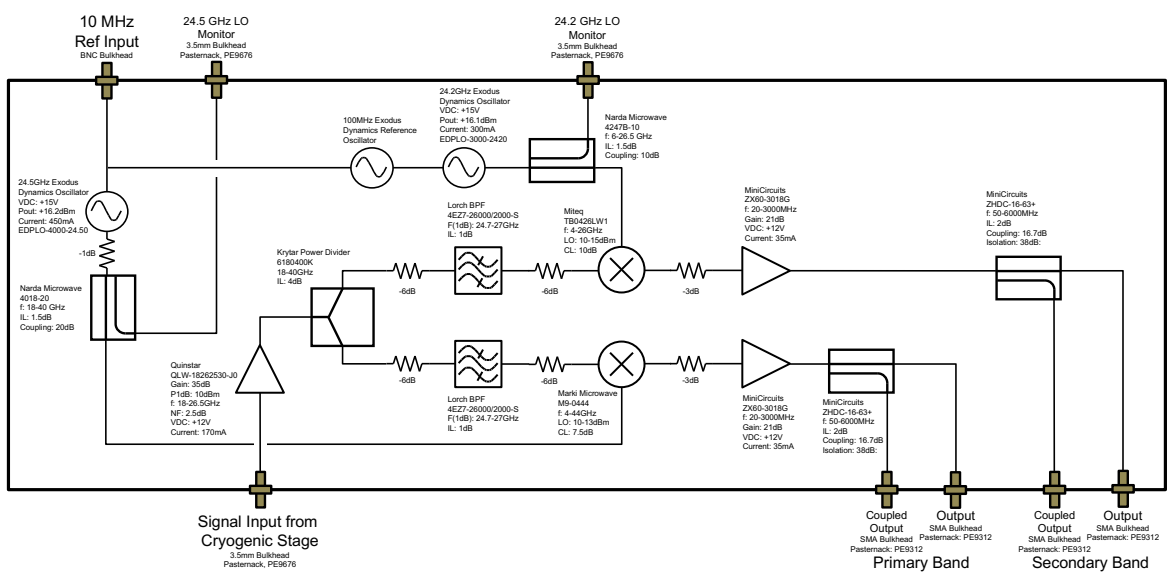 10 MHz
Ref Input
BNC Bulkhead
24.5 GHz LO
Monitor
3.5mm Bulkhead
Pasternack, PE9676
24.2 GHz LO
Monitor
3.5mm Bulkhead
Pasternack, PE9676
24.5GHz Exodus
Dynamics Oscillator
VDC: +15V
Pout: +16.2dBm
Current: 450mA
EDPLO-4000-24.50
-1dB
Narda Microwave
4018-20
f: 18-40 GHz
IL: 1.5dB
Coupling: 20dB
100MHz Exodus
Dynamics Reference
Oscillator
24.2GHz Exodus
Dynamics Oscillator
VDC: +15V
Pout: +16.1dBm
Current: 300mA
EDPLO-3000-2420
Narda Microwave
4247B-10
f: 6-26.5 GHz
IL: 1.5dB
Coupling: 10dB
Quinstar
QLW-18262530-J0
Gain: 35dB
P1dB: 10dBm
f: 18-26.5GHz
NF: 2.5dB
VDC: +12V
Current: 170mA
Krytar Power Divider
6180400K
18-40GHz
IL: 4dB
-6dB
Lorch BPF
4EZ7-26000/2000-S
F(1dB): 24.7-27GHz
IL: 1dB
-6dB
Miteq
TB0426LW1
f: 4-26GHz
LO: 10-15dBm
CL: 10dB
-3dB
MiniCircuits
ZX60-3018G
f: 20-3000MHz
Gain: 21dB
VDC: +12V
Current: 35mA
MiniCircuits
ZHDC-16-63+
f: 50-6000MHz
IL: 2dB
Coupling: 16.7dB
Isolation: 38dB:
-6dB
Lorch BPF
4EZ7-26000/2000-S
F(1dB): 24.7-27GHz
IL: 1dB
-6dB
Marki Microwave
M9-0444
f: 4-44GHz
LO: 10-13dBm
CL: 7.5dB
-3dB
MiniCircuits
ZX60-3018G
f: 20-3000MHz
Gain: 21dB
VDC: +12V
Current: 35mA
MiniCircuits
ZHDC-16-63+
f: 50-6000MHz
IL: 2dB
Coupling: 16.7dB
Isolation: 38dB:
Signal Input from
Cryogenic Stage
3.5mm Bulkhead
Pasternack, PE9676
Coupled
Output
SMA Bulkhead
Pasternack: PE9312
Output
SMA Bulkhead
Pasternack: PE9312
Primary Band
Coupled
Output
SMA Bulkhead
Pasternack: PE9312
Output
SMA Bulkhead
Pasternack: PE9312
Secondary Band